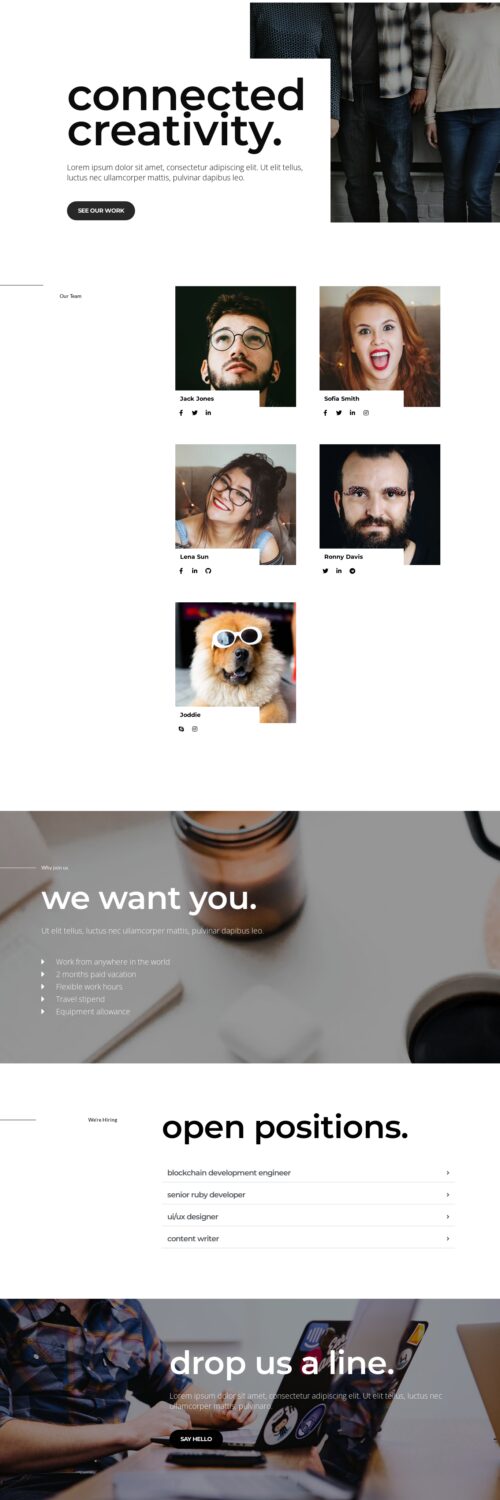 connected
creativity.
Lorem ipsum dolor sit amet, consectetur adipiscing elit. Ut elit tellus,
luctus nec ullamcorper mattis, pulvinar dapibus leo.
SEE OUR WORK
Our Team
Jack Jones
Sofia Smith
Lena Sun
Ronny Davis
Joddie
Why join us
we want you.
Ut elit tellus, luctus nec ullamcorper mattis, pulvinar dapibus leo.
Work from anywhere in the world
2 months paid vacation
Flexible work hours
Travel stipend
Equipment allowance
We're Hiring
open positions.
blockchain development engineer
senior ruby developer
ui/ux designer
content writer
drop us a line.
Lorem ipsum dolor sit amet, consectetur adipiscing elit. Ut elit tellus, luctus nec
ullamcorper mattis, pulvinare.
SAY HELLO